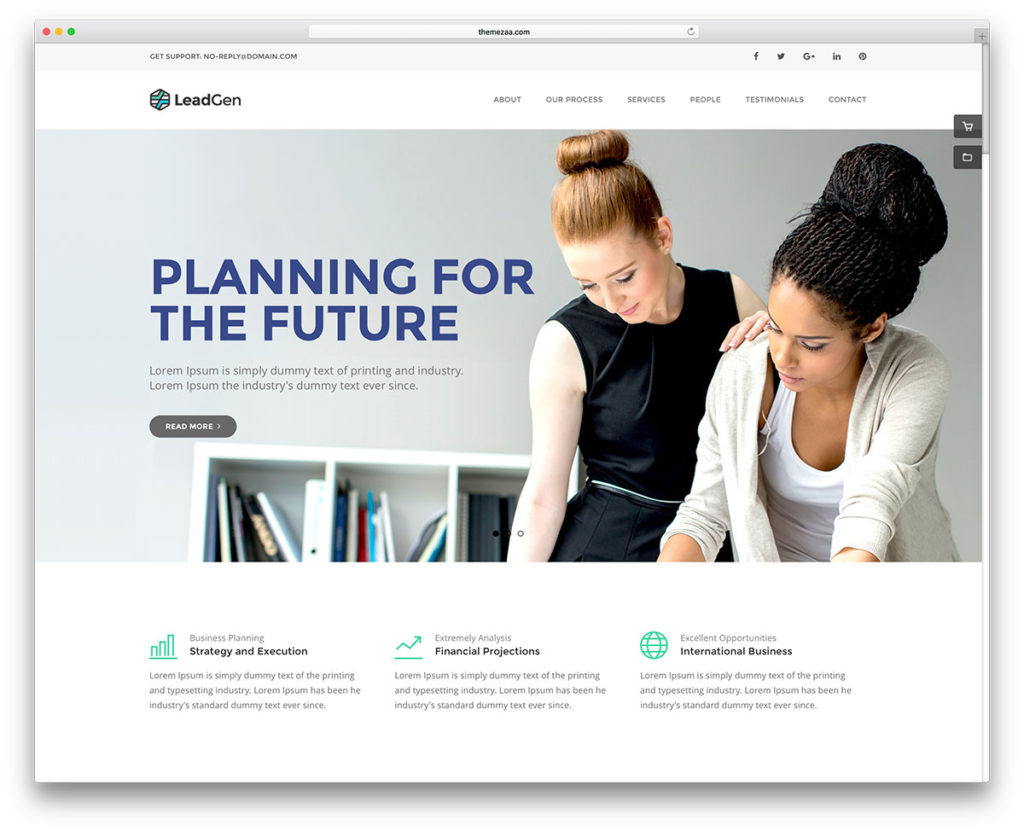 themezaa.com
GET SUPPORT: NO-REPLY@DOMAIN.COM
LeadGen
ABOUT OUR PROCESS SERVICES PEOPLE TESTIMONIALS CONTACT
PLANNING FOR
THE FUTURE
Lorem Ipsum is simply dummy text of printing and industry.
Lorem Ipsum the industry's dummy text ever since.
READ MORE >
Business Planning
Strategy and Execution
Lorem Ipsum is simply dummy text of the printing
and typesetting industry. Lorem Ipsum has been he
industry's standard dummy text ever since.
Extremely Analysis
Financial Projections
Lorem Ipsum is simply dummy text of the printing
and typesetting industry. Lorem Ipsum has been he
industry's standard dummy text ever since.
Excellent Opportunities
International Business
Lorem Ipsum is simply dummy text of the printing
and typesetting industry. Lorem Ipsum has been he
industry's standard dummy text ever since.